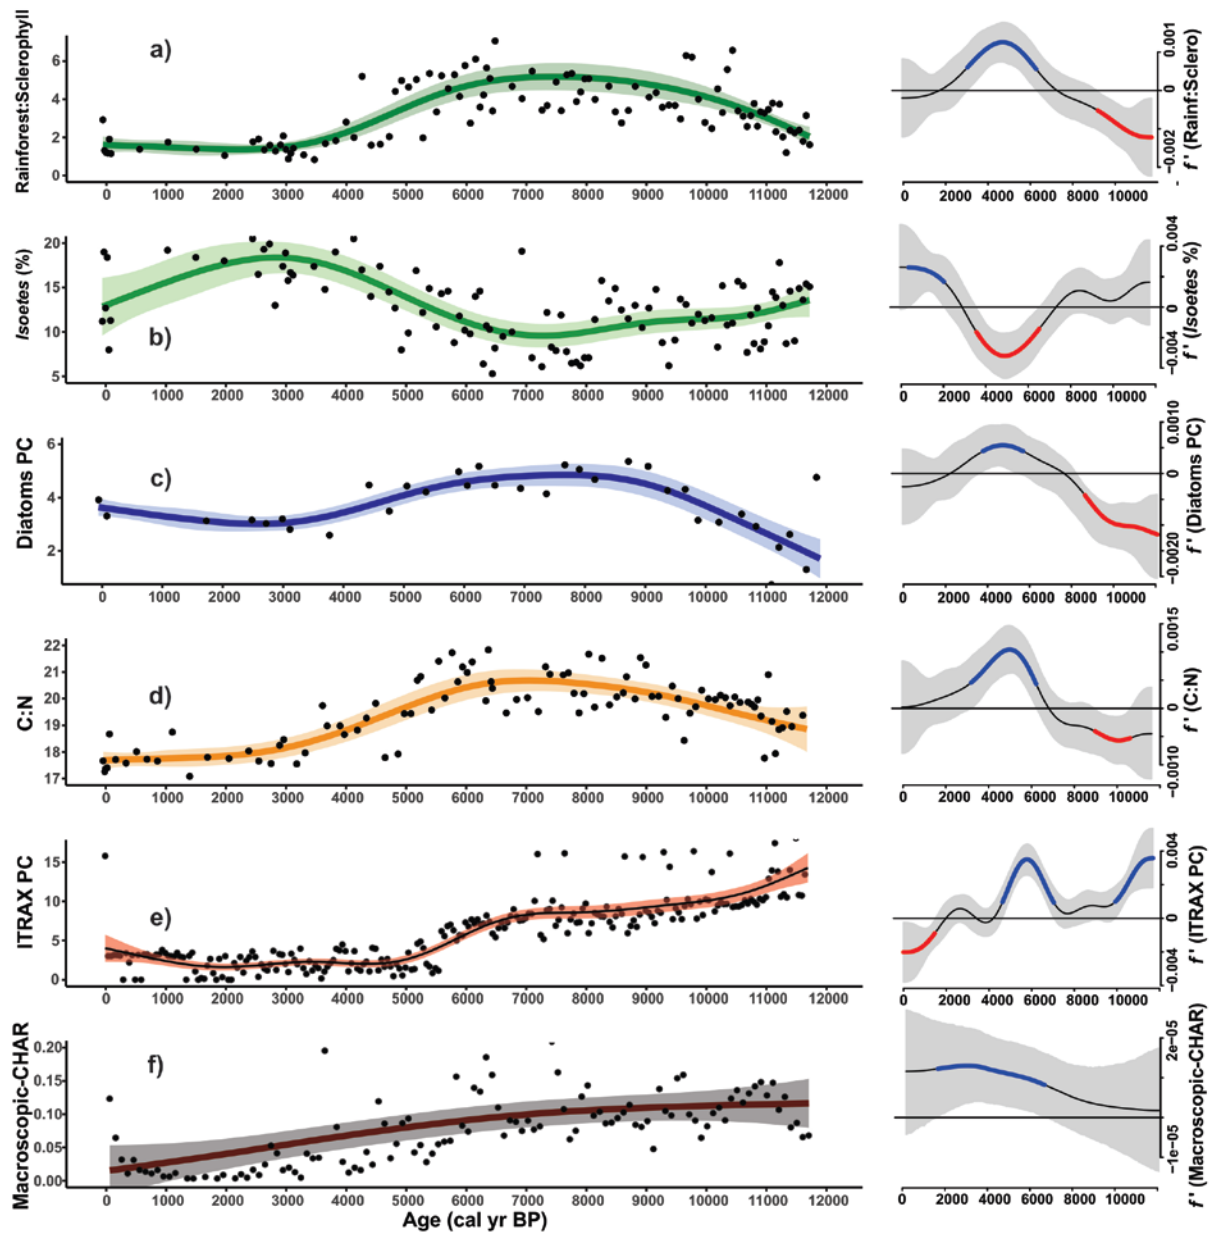 Rainforest:Sclerophyll
6
4
2
0
a)
0 1000 2000 3000 4000 5000 6000 7000 8000 9000 10000 11000 12000
0.001
0
-0.002
-
f' (Rainf:Sclero)
0 2000 4000 6000 8000 10000
Isoetes (%)
20
15
10
5
b)
0 1000 2000 3000 4000 5000 6000 7000 8000 9000 10000 11000 12000
0.004
0
-0.004
f' (Isoetes %)
0 2000 4000 6000 8000 10000
Diatoms PC
6
4
2
c)
0 1000 2000 3000 4000 5000 6000 7000 8000 9000 10000 11000 12000
0.0010
0
-0.0020
f' (Diatoms PC)
0 2000 4000 6000 8000 10000
C:N
22
21
20
19
18
17
d)
0 1000 2000 3000 4000 5000 6000 7000 8000 9000 10000 11000 12000
0.0015
0
-0.0010
f' (C:N)
0 2000 4000 6000 8000 10000
ITRAX PC
15
10
5
0
e)
0 1000 2000 3000 4000 5000 6000 7000 8000 9000 10000 11000 12000
0.004
0
-0.004
f' (ITRAX PC)
0 2000 4000 6000 8000 10000
Macroscopic-CHAR
0.20
0.15
0.10
0.05
0.00
f)
0 1000 2000 3000 4000 5000 6000 7000 8000 9000 10000 11000 12000
Age (cal yr BP)
2e-05
-1e-05
f' (Macroscopic-CHAR)
0 2000 4000 6000 8000 10000